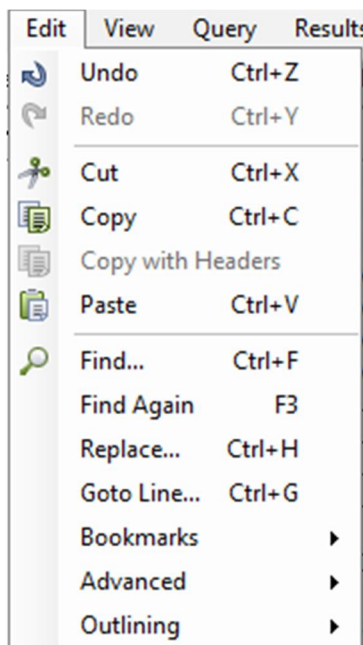 Edit View Query Results
Undo Ctrl+Z
Redo Ctrl+Y
Cut Ctrl+X
Copy Ctrl+C
Copy with Headers
Paste Ctrl+V
Find... Ctrl+F
Find Again F3
Replace... Ctrl+H
Goto Line... Ctrl+G
Bookmarks
Advanced
Outlining